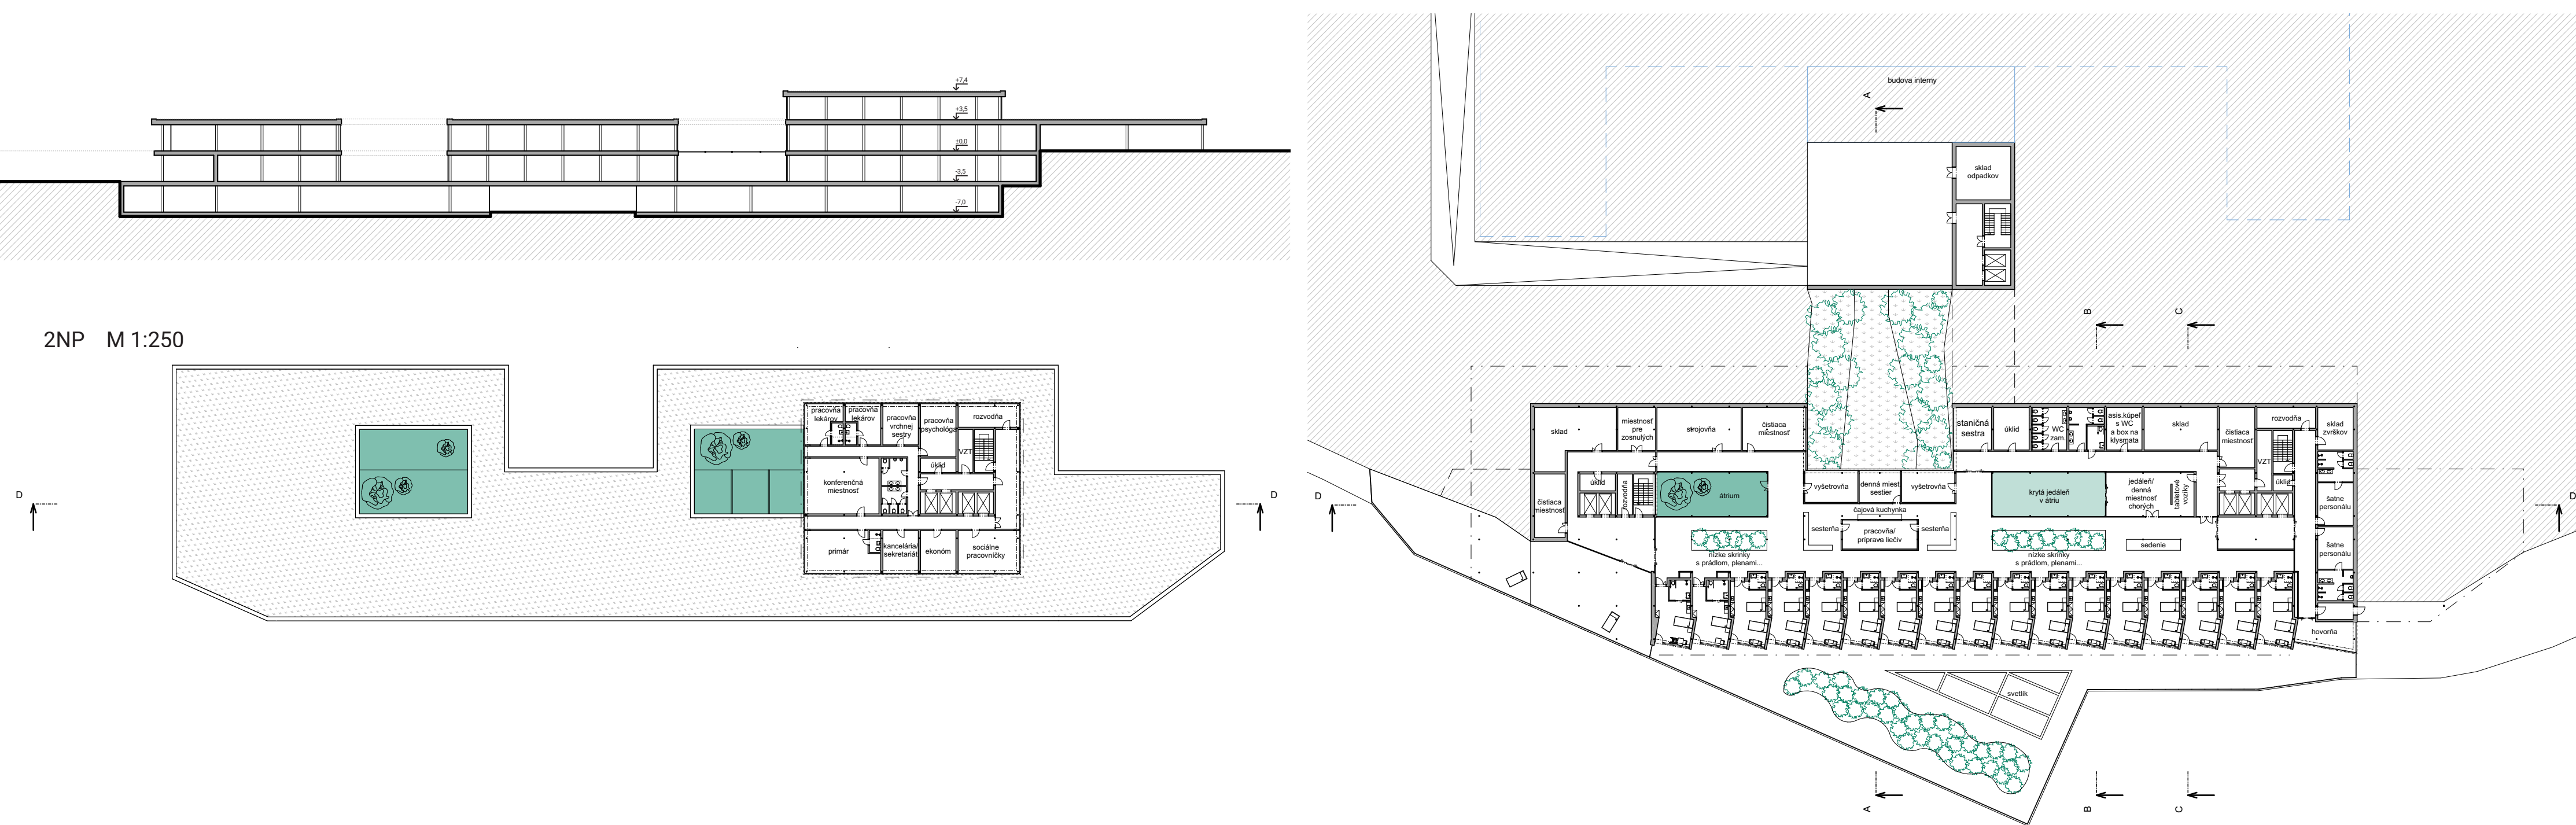 +7,4
+3,5
±0,0
-3,5
-7,0
2NP M 1:250
D
D
pracovňa
lekárov
pracovňa
lekárov
pracovňa
vrchnej
sestry
pracovňa
psychológa
rozvodňa
VZT
úklid
konferenčná
miestnosť
primár
kancelária/
sekretariát
ekonóm
sociálne
pracovníčky
budova interny
A
sklad
odpadkov
B
C
sklad
miestnosť
pre
zosnulých
strojovňa
čistiaca
miestnosť
staničná
sestra
úklid
WC
zam.
asis.kúpeľ
s WC
a box na
klysmata
sklad
čistiaca
miestnosť
rozvodňa
sklad
zvrškov
VZT
úklid
D
čistiaca
miestnosť
úklid
rozvodňa
átrium
vyšetrovňa
denná miest.
sestier
vyšetrovňa
čajová kuchynka
sesterňa
pracovňa/
príprava liečiv
sesterňa
krytá jedáleň
v átriu
jedáleň/
denná
miestnosť
chorých
tabletové
vozíky
šatne
personálu
šatne
personálu
D
nízke skrinky
s prádlom, plenami...
nízke skrinky
s prádlom, plenami...
sedenie
hovorňa
svetlík
A
B
C